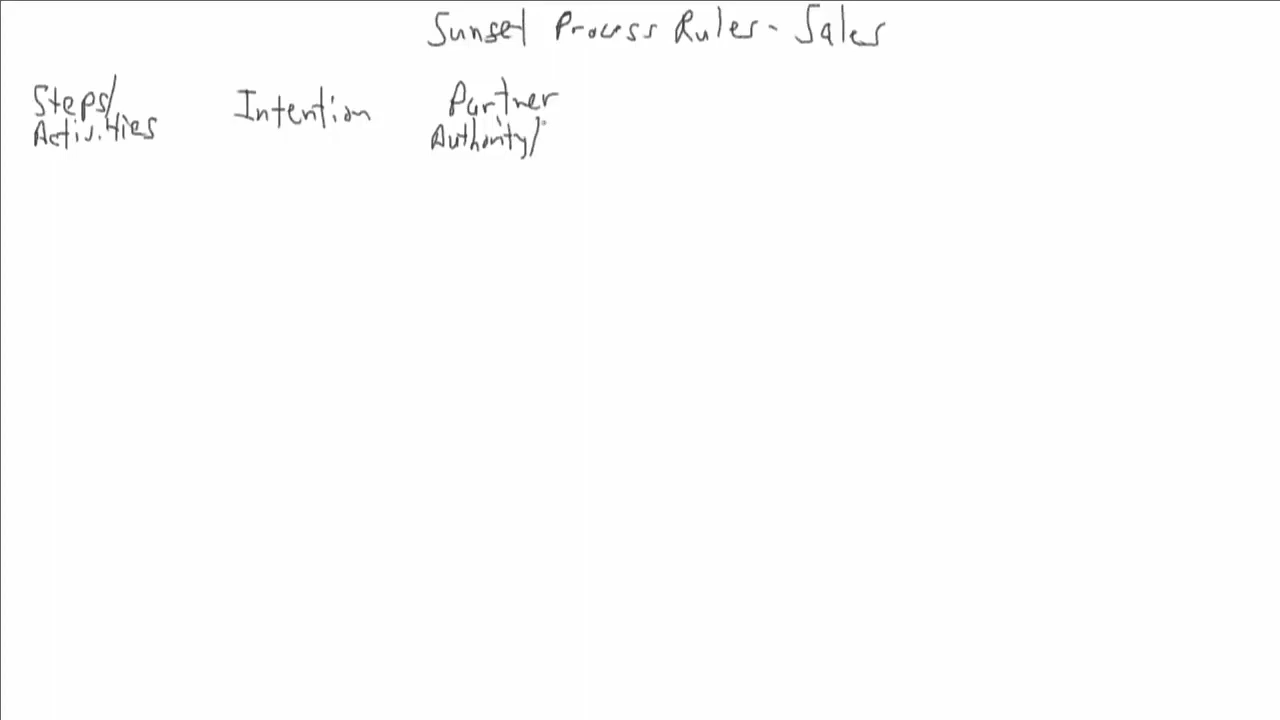 Sunset Process Rules - Sales
Steps/
Activities
Intention
Partner
Authority/